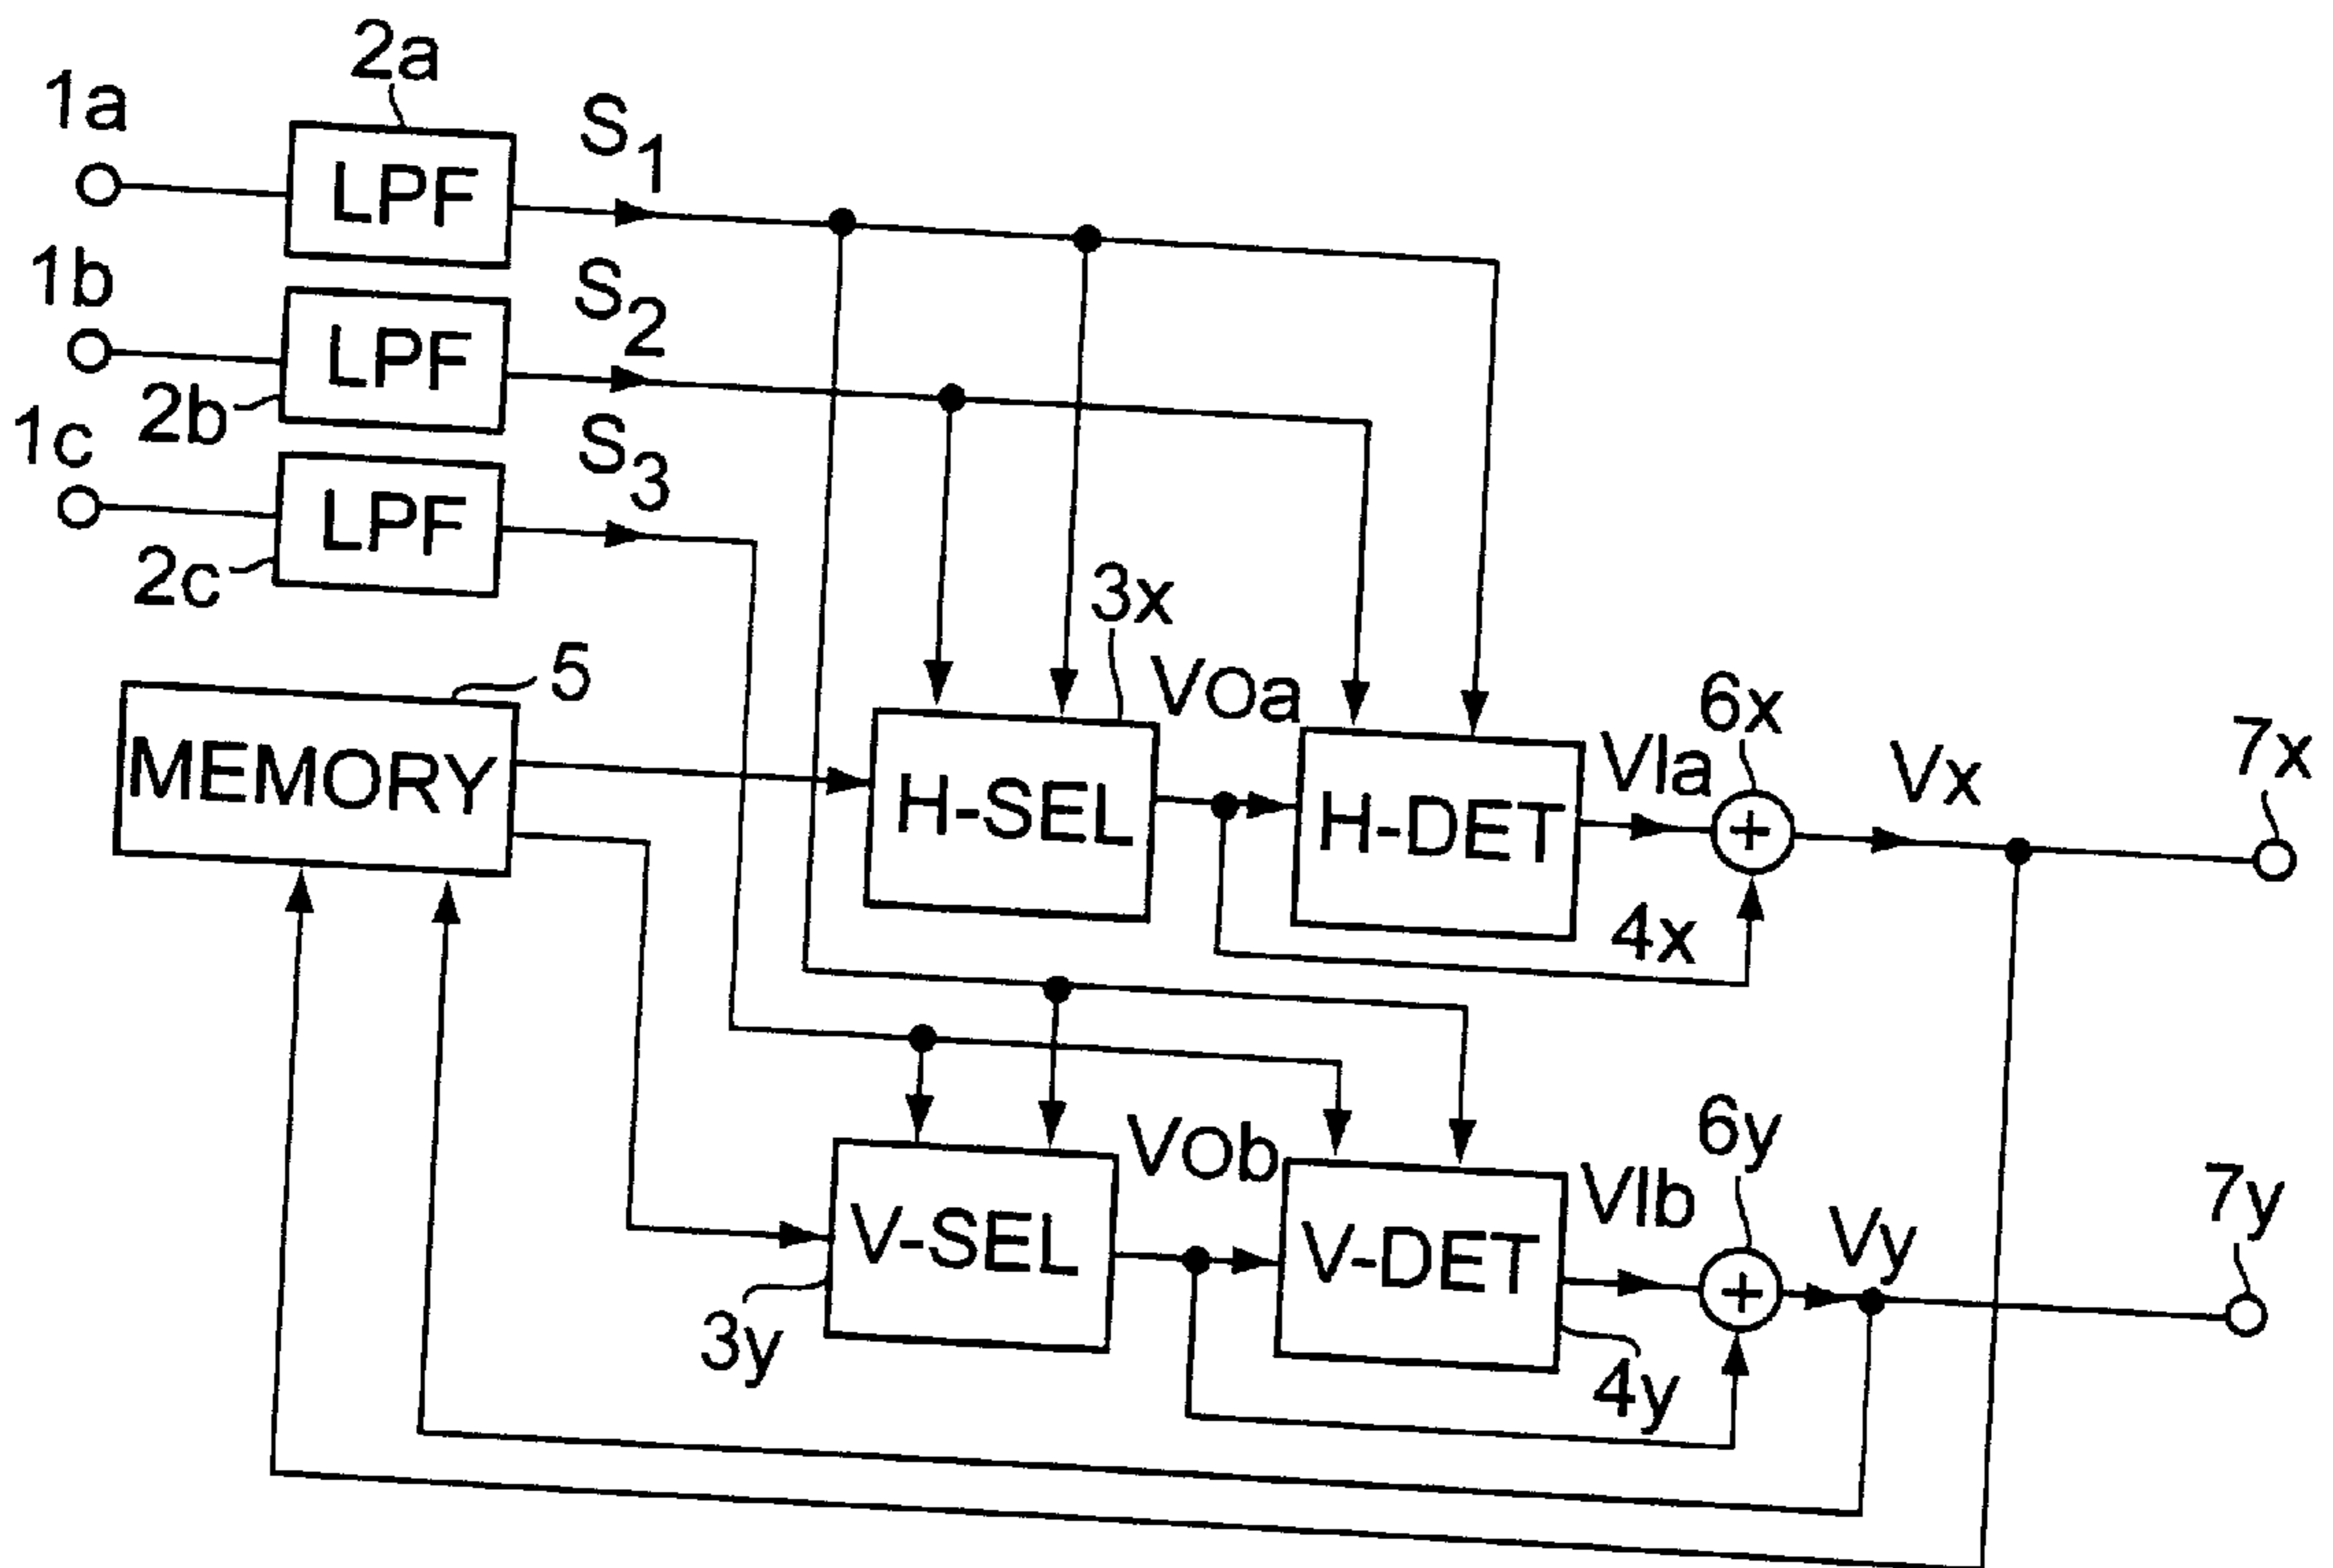 1a
2a
LPF
S1
1b
2b
LPF
S2
1c
2c
LPF
S3
5
MEMORY
3x
H-SEL
VOa
H-DET
4x
VIa
6x
Vx
7x
V-SEL
3y
VOb
V-DET
4y
VIb
6y
Vy
7y